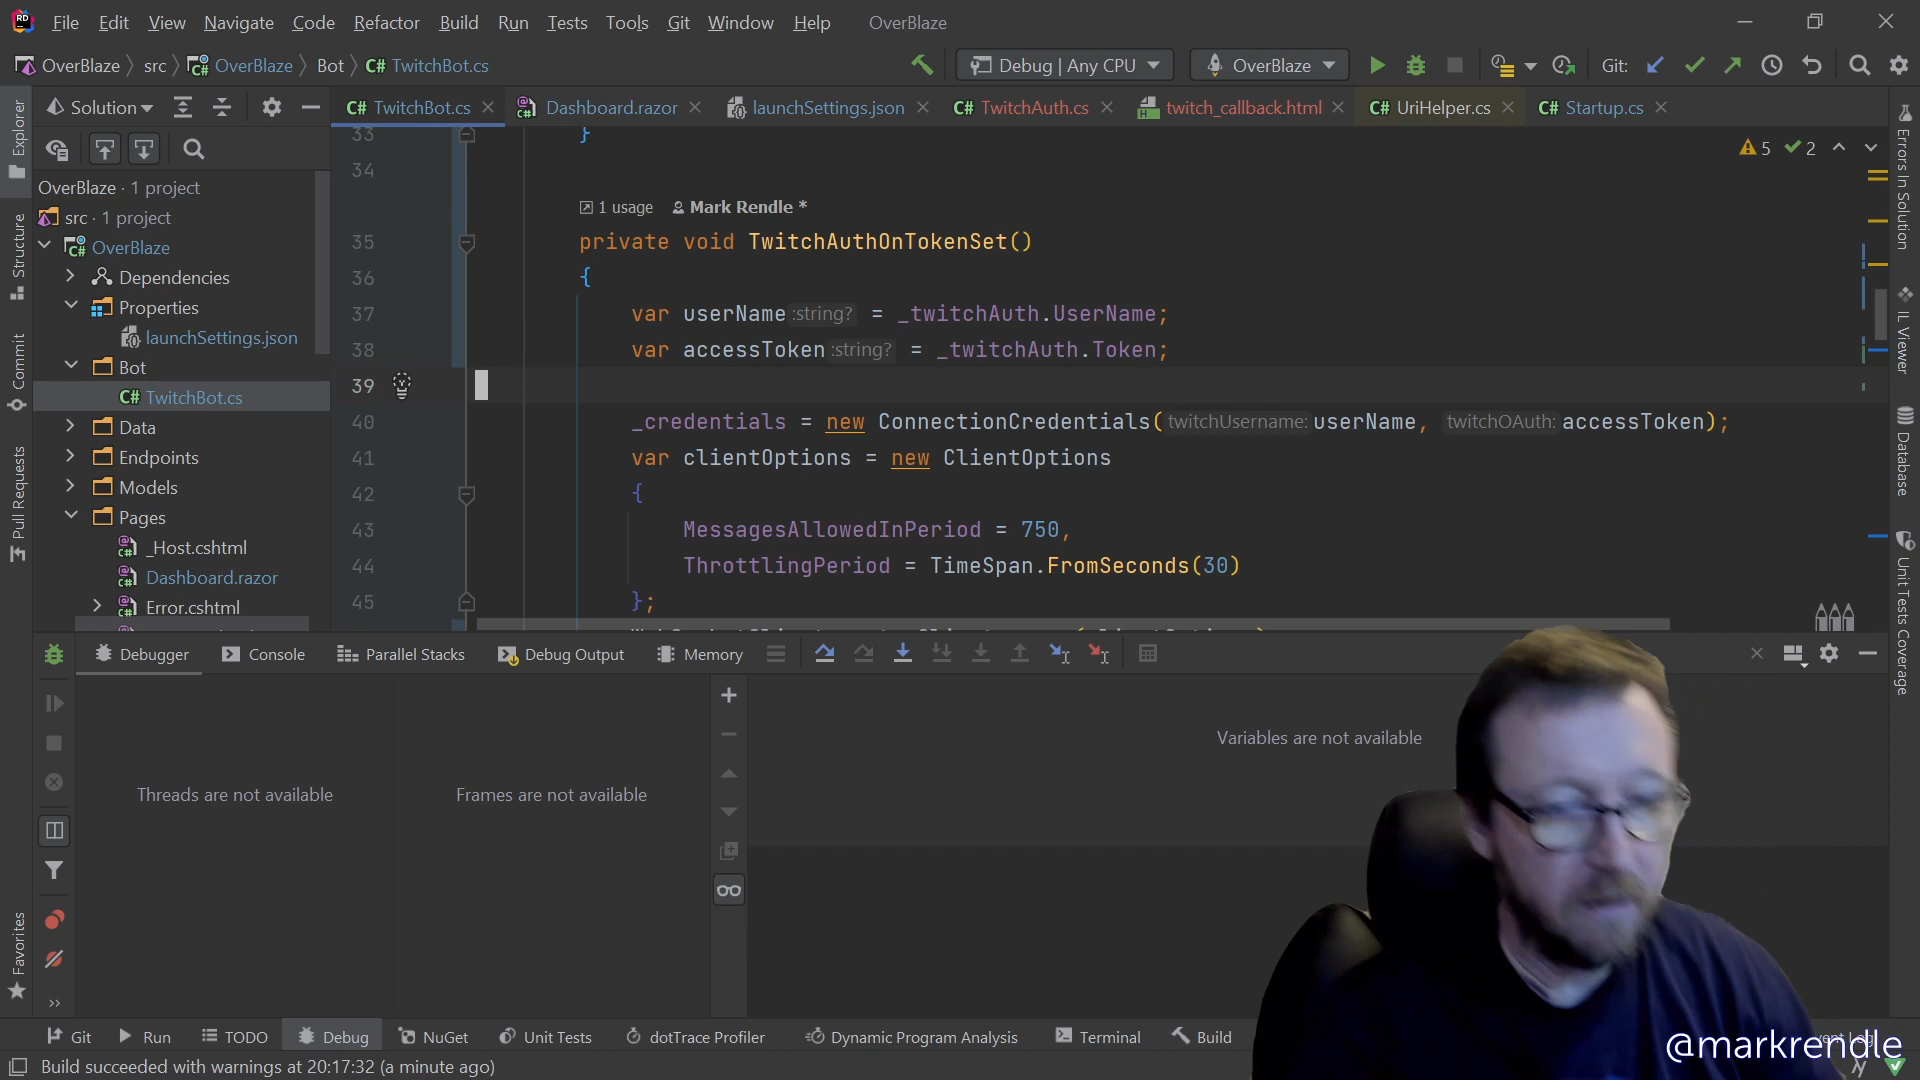 File Edit View Navigate Code Refactor Build Run Tests Tools Git Window Help OverBlaze
OverBlaze src OverBlaze Bot C# TwitchBot.cs Debug | Any CPU OverBlaze Git:
Explorer
Structure
Commit
Pull Requests
Favorites
Solution
OverBlaze · 1 project
src · 1 project
OverBlaze
Dependencies
Properties
launchSettings.json
Bot
C# TwitchBot.cs
Data
Endpoints
Models
Pages
_Host.cshtml
Dashboard.razor
Error.cshtml
C# TwitchBot.cs Dashboard.razor launchSettings.json C# TwitchAuth.cs twitch_callback.html C# UriHelper.cs C# Startup.cs
5 2
33 }
34
1 usage Mark Rendle *
35 private void TwitchAuthOnTokenSet()
36 {
37 var userName :string? = _twitchAuth.UserName;
38 var accessToken :string? = _twitchAuth.Token;
39
40 _credentials = new ConnectionCredentials( twitchUsername: userName, twitchOAuth: accessToken);
41 var clientOptions = new ClientOptions
42 {
43 MessagesAllowedInPeriod = 750,
44 ThrottlingPeriod = TimeSpan.FromSeconds(30)
45 };
Errors In Solution
IL Viewer
Database
Unit Tests Coverage
Debugger Console Parallel Stacks Debug Output Memory
Threads are not available
Frames are not available
Variables are not available
Git Run TODO Debug NuGet Unit Tests dotTrace Profiler Dynamic Program Analysis Terminal Build
Build succeeded with warnings at 20:17:32 (a minute ago)
@markrendle